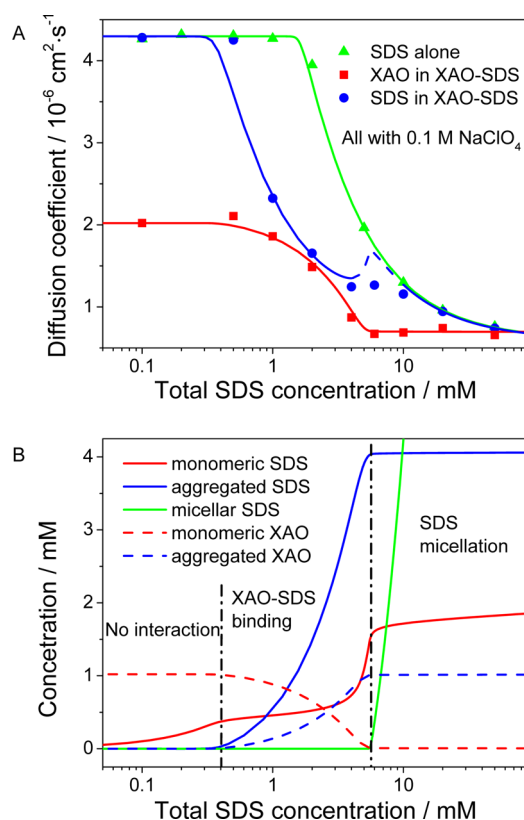 A
SDS alone
XAO in XAO-SDS
SDS in XAO-SDS
All with 0.1 M NaClO4
Diffusion coefficient / 10-6 cm2·s-1
4
3
2
1
0.1 1 10
Total SDS concentration / mM
B
monomeric SDS
aggregated SDS
micellar SDS
monomeric XAO
aggregated XAO
SDS
micellation
XAO-SDS
binding
No interaction
Concetration / mM
4
3
2
1
0
0.1 1 10
Total SDS concentration / mM